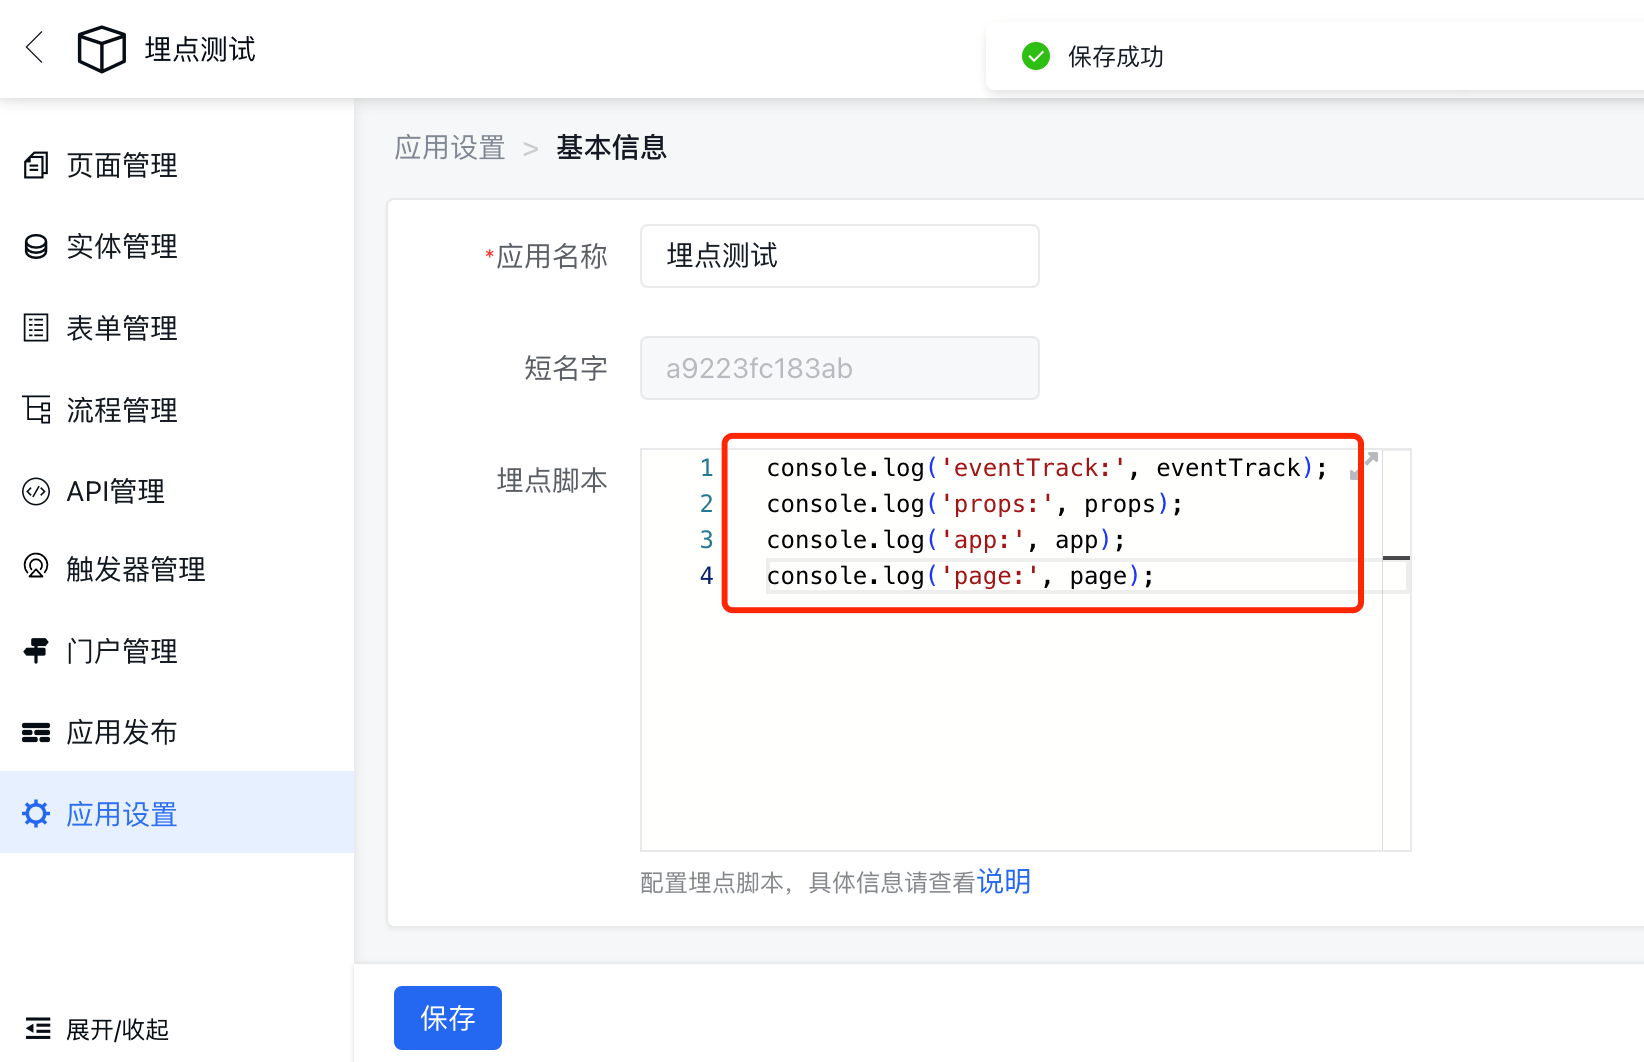 埋点测试
保存成功
页面管理
实体管理
表单管理
流程管理
API管理
触发器管理
门户管理
应用发布
应用设置
展开/收起
应用设置 > 基本信息
*应用名称 埋点测试
短名字 a9223fc183ab
埋点脚本
1 console.log('eventTrack:', eventTrack);
2 console.log('props:', props);
3 console.log('app:', app);
4 console.log('page:', page);
配置埋点脚本，具体信息请查看说明
保存